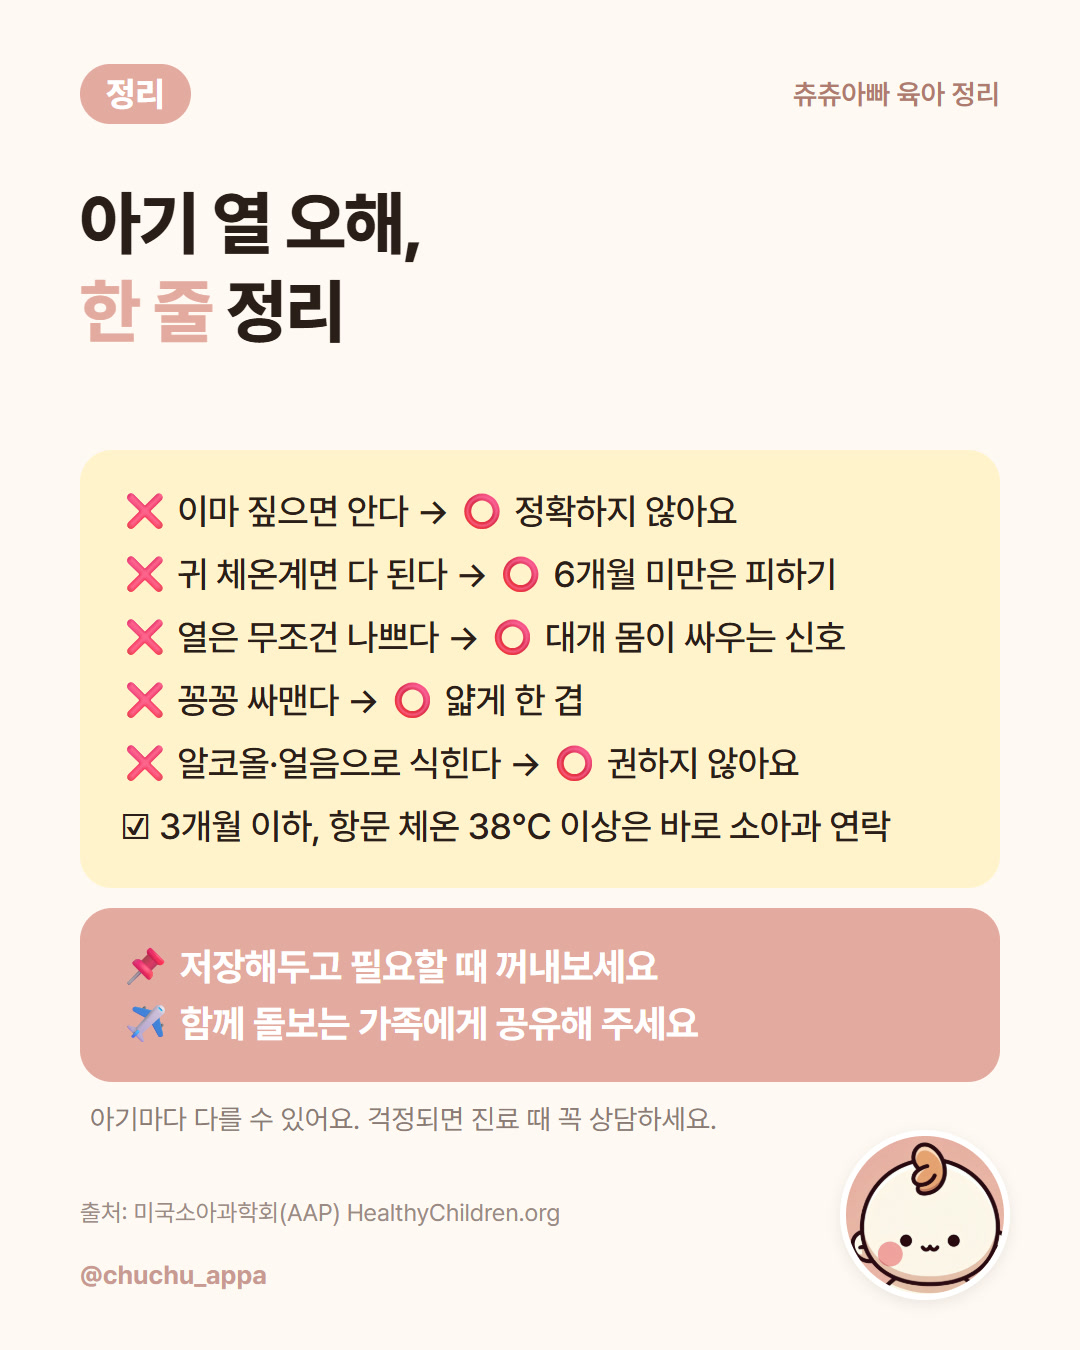 정리
츄츄아빠 육아 정리
아기 열 오해,
한 줄 정리
❌ 이마 짚으면 안다 → ⭕ 정확하지 않아요
❌ 귀 체온계면 다 된다 → ⭕ 6개월 미만은 피하기
❌ 열은 무조건 나쁘다 → ⭕ 대개 몸이 싸우는 신호
❌ 꽁꽁 싸맨다 → ⭕ 얇게 한 겹
❌ 알코올·얼음으로 식힌다 → ⭕ 권하지 않아요
☑ 3개월 이하, 항문 체온 38°C 이상은 바로 소아과 연락
📌 저장해두고 필요할 때 꺼내보세요
✈️ 함께 돌보는 가족에게 공유해 주세요
아기마다 다를 수 있어요. 걱정되면 진료 때 꼭 상담하세요.
출처: 미국소아과학회(AAP) HealthyChildren.org
@chuchu_appa